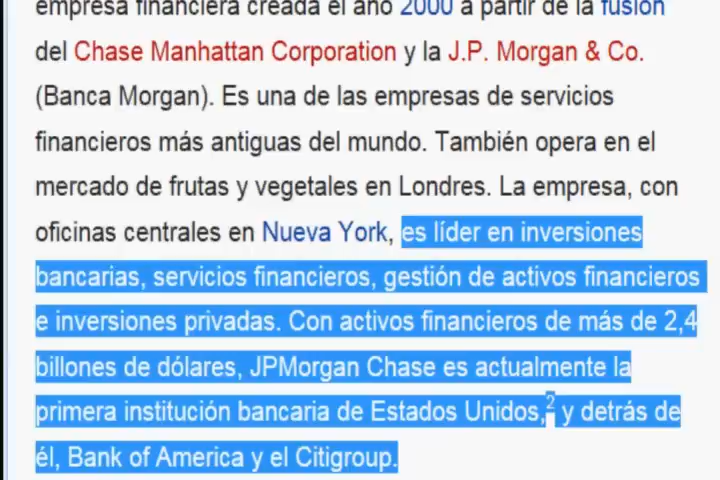 empresa financiera creada el año 2000 a partir de la fusión
del Chase Manhattan Corporation y la J.P. Morgan & Co.
(Banca Morgan). Es una de las empresas de servicios
financieros más antiguas del mundo. También opera en el
mercado de frutas y vegetales en Londres. La empresa, con
oficinas centrales en Nueva York, es líder en inversiones
bancarias, servicios financieros, gestión de activos financieros
e inversiones privadas. Con activos financieros de más de 2,4
billones de dólares, JPMorgan Chase es actualmente la
primera institución bancaria de Estados Unidos,2 y detrás de
él, Bank of America y el Citigroup.